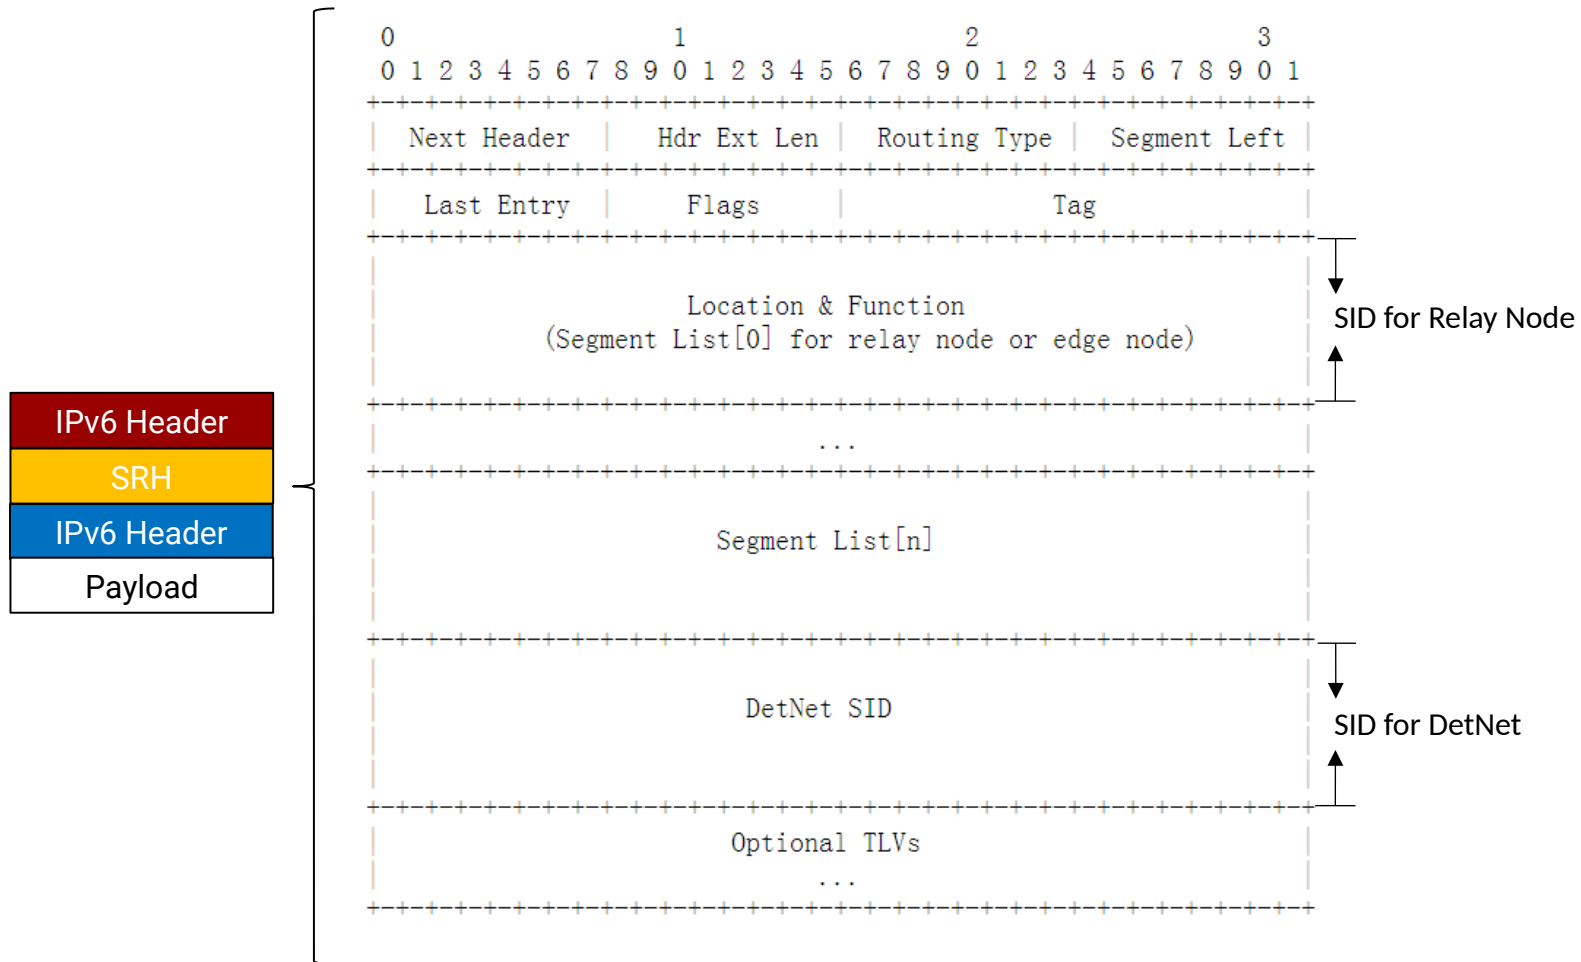 0 1 2 3
0 1 2 3 4 5 6 7 8 9 0 1 2 3 4 5 6 7 8 9 0 1 2 3 4 5 6 7 8 9 0 1
+-+-+-+-+-+-+-+-+-+-+-+-+-+-+-+-+-+-+-+-+-+-+-+-+-+-+-+-+-+-+-+-+
| Next Header | Hdr Ext Len | Routing Type | Segment Left |
+-+-+-+-+-+-+-+-+-+-+-+-+-+-+-+-+-+-+-+-+-+-+-+-+-+-+-+-+-+-+-+-+
| Last Entry | Flags | Tag |
+-+-+-+-+-+-+-+-+-+-+-+-+-+-+-+-+-+-+-+-+-+-+-+-+-+-+-+-+-+-+-+-+
Location & Function
(Segment List[0] for relay node or edge node)
SID for Relay Node
+-+-+-+-+-+-+-+-+-+-+-+-+-+-+-+-+-+-+-+-+-+-+-+-+-+-+-+-+-+-+-+-+
| ... |
+-+-+-+-+-+-+-+-+-+-+-+-+-+-+-+-+-+-+-+-+-+-+-+-+-+-+-+-+-+-+-+-+
Segment List[n]
+-+-+-+-+-+-+-+-+-+-+-+-+-+-+-+-+-+-+-+-+-+-+-+-+-+-+-+-+-+-+-+-+
DetNet SID
SID for DetNet
+-+-+-+-+-+-+-+-+-+-+-+-+-+-+-+-+-+-+-+-+-+-+-+-+-+-+-+-+-+-+-+-+
| Optional TLVs |
| ... |
+-+-+-+-+-+-+-+-+-+-+-+-+-+-+-+-+-+-+-+-+-+-+-+-+-+-+-+-+-+-+-+-+
IPv6 Header
SRH
IPv6 Header
Payload